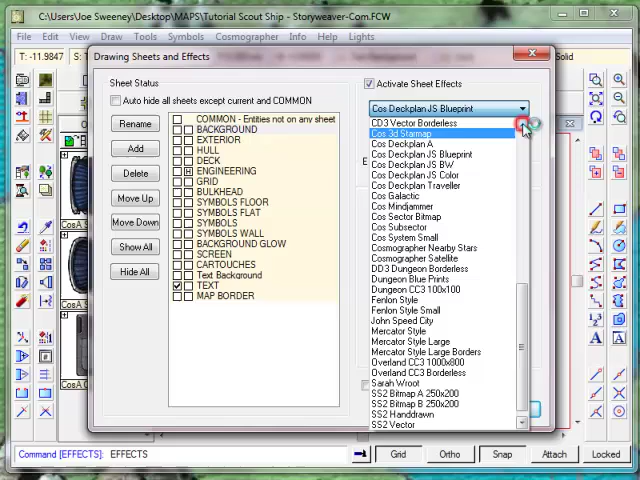 C:\Users\Joe Sweeney\Desktop\MAPS\Tutorial Scout Ship - Storyweaver-Com.FCW
File Edit View Draw Tools Symbols Cosmographer Info Help Lights
T: -11.9847
S: T
Solid
Drawing Sheets and Effects
Sheet Status
Auto hide all sheets except current and COMMON
Rename
Add
Delete
Move Up
Move Down
Show All
Hide All
COMMON - Entities not on any sheet
BACKGROUND
EXTERIOR
HULL
DECK
H ENGINEERING
GRID
BULKHEAD
SYMBOLS FLOOR
SYMBOLS FLAT
SYMBOLS
SYMBOLS WALL
BACKGROUND GLOW
SCREEN
CARTOUCHES
Text Background
TEXT
MAP BORDER
Activate Sheet Effects
Cos Deckplan JS Blueprint
CD3 Vector Borderless
Cos 3d Starmap
Cos Deckplan A
Cos Deckplan JS Blueprint
Cos Deckplan JS BW
Cos Deckplan JS Color
Cos Deckplan Traveller
Cos Galactic
Cos Mindjammer
Cos Sector Bitmap
Cos Subsector
Cos System Small
Cosmographer Nearby Stars
Cosmographer Satellite
DD3 Dungeon Borderless
Dungeon Blue Prints
Dungeon CC3 100x100
Fenlon Style
Fenlon Style Small
John Speed City
Mercator Style
Mercator Style Large
Mercator Style Large Borders
Overland CC3 1000x800
Overland CC3 Borderless
Sarah Wroot
SS2 Bitmap A 250x200
SS2 Bitmap B 250x200
SS2 Handdrawn
SS2 Vector
CosA C
CosA
CosA C
Command [EFFECTS]: EFFECTS
Grid
Ortho
Snap
Attach
Locked